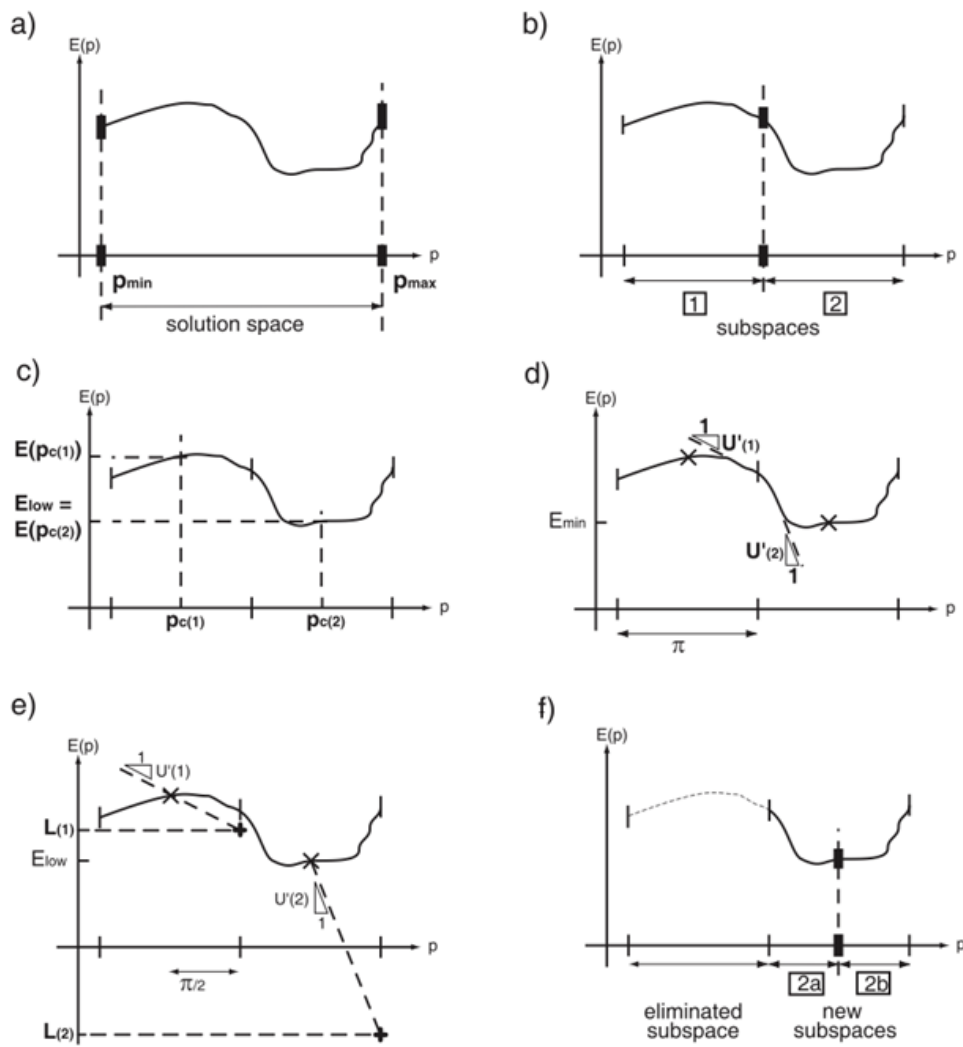 a)
E(p)
p
pmin
pmax
solution space
b)
E(p)
p
1
2
subspaces
c)
E(p)
E(pc(1))
Elow =
E(pc(2))
p
pc(1)
pc(2)
d)
E(p)
1
U'(1)
Emin
U'(2)
1
p
π
e)
E(p)
1
U'(1)
L(1)
Elow
U'(2)
1
p
π/2
L(2)
f)
E(p)
p
2a
2b
eliminated
subspace
new
subspaces